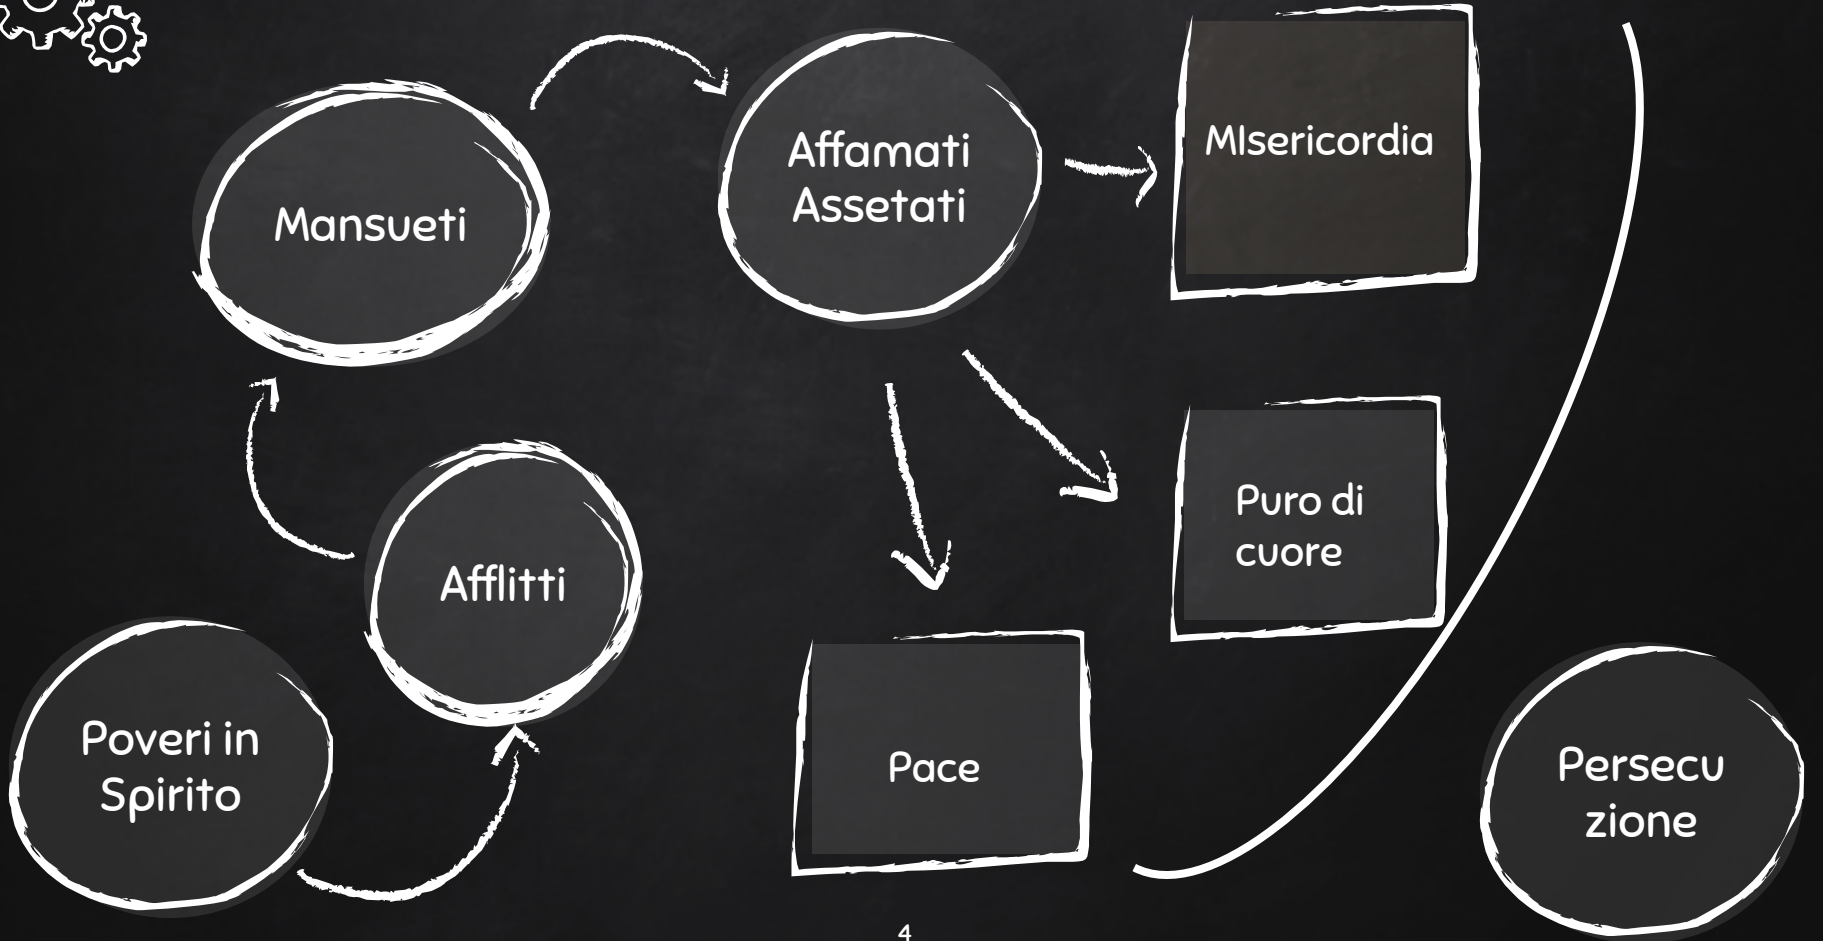 Mansueti
Affamati
Assetati
MIsericordia
Puro di
cuore
Afflitti
Poveri in
Spirito
Pace
Persecu
zione
4